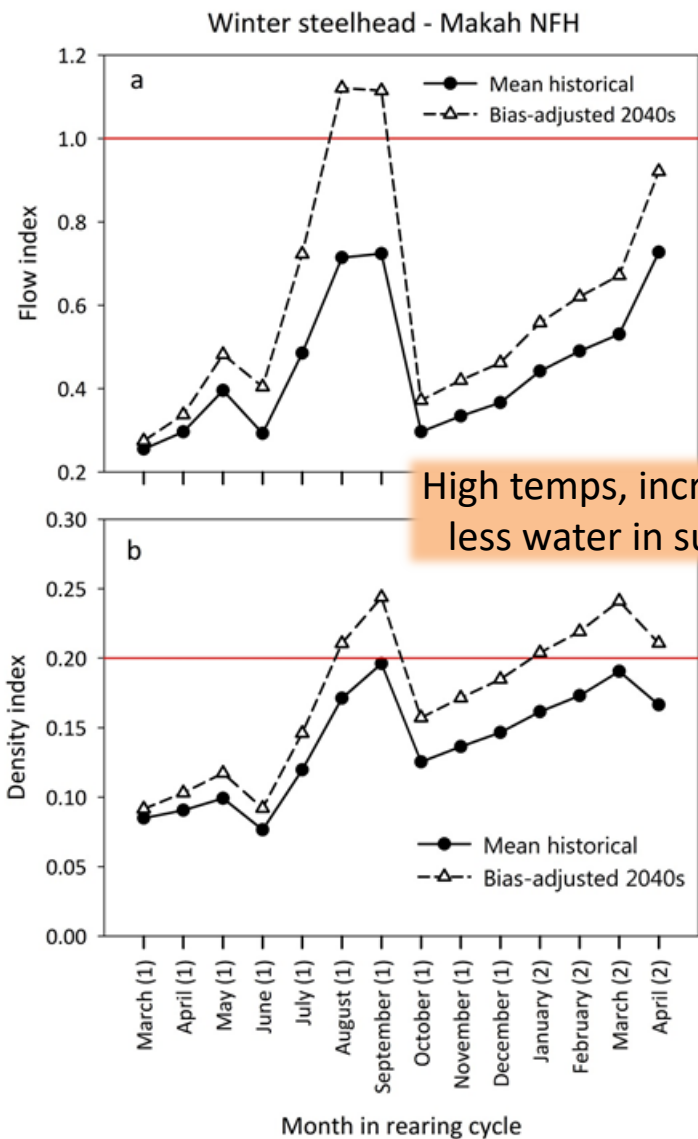 Winter steelhead - Makah NFH
a
Mean historical
Bias-adjusted 2040s
1.2
1.0
0.8
0.6
0.4
0.2
Flow index
High temps,
less water in
b
0.30
0.25
0.20
0.15
0.10
0.05
0.00
Density index
Mean historical
Bias-adjusted 2040s
March (1)
April (1)
May (1)
June (1)
July (1)
August (1)
September (1)
October (1)
November (1)
December (1)
January (2)
February (2)
March (2)
April (2)
Month in rearing cycle